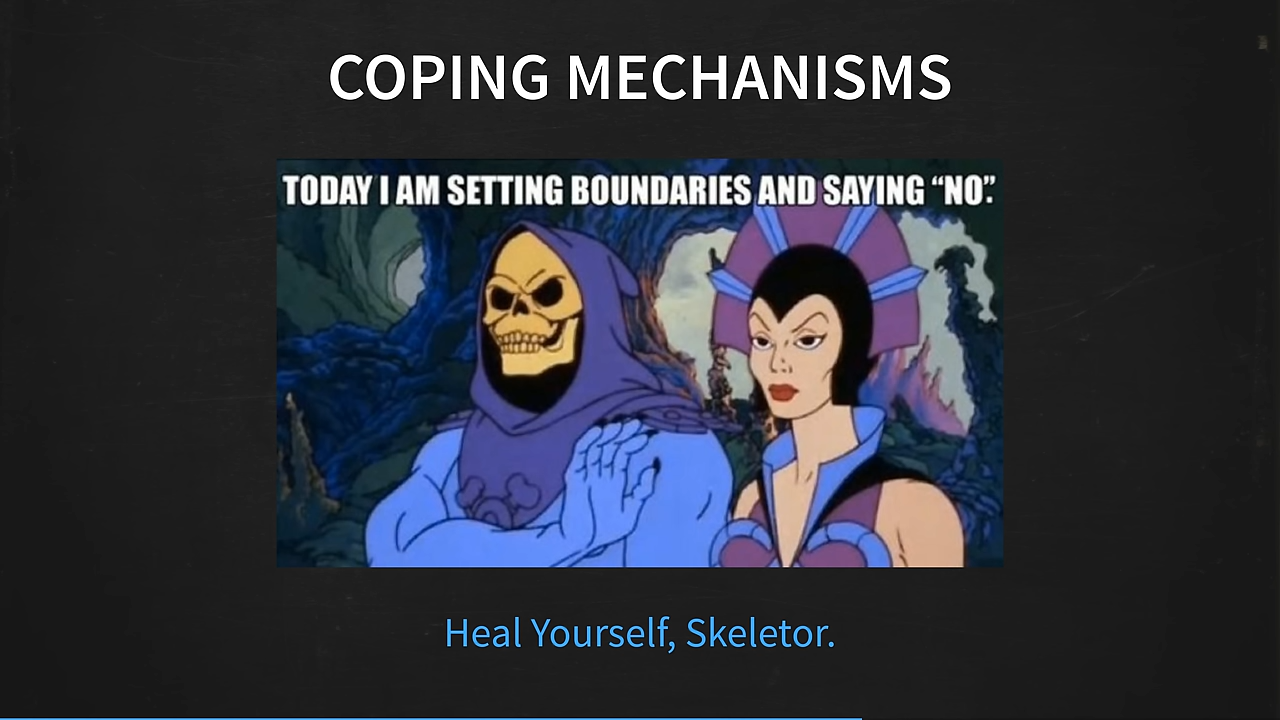 COPING MECHANISMS
TODAY I AM SETTING BOUNDARIES AND SAYING “NO”.
Heal Yourself, Skeletor.